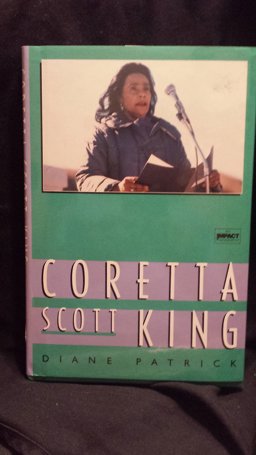 IMPACT
CORETTA
SCOTT KING
DIANE PATRICK